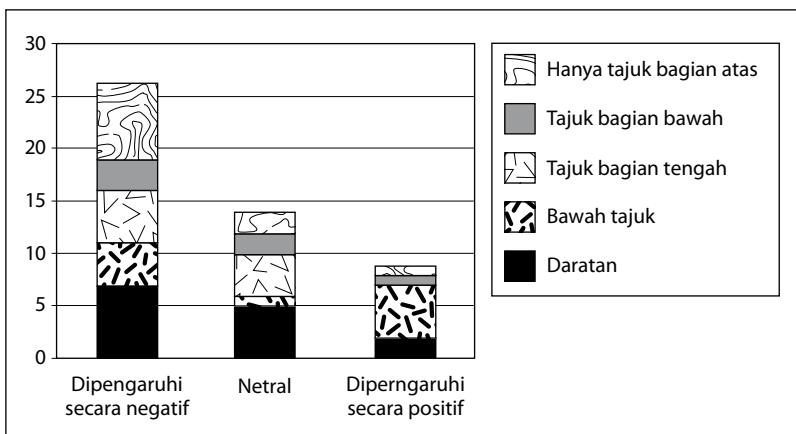 30
25
20
15
10
5
0
Dipengaruhi
secara negatif
Netral
Diperngaruhi
secara positif
Hanya tajuk bagian atas
Tajuk bagian bawah
Tajuk bagian tengah
Bawah tajuk
Daratan